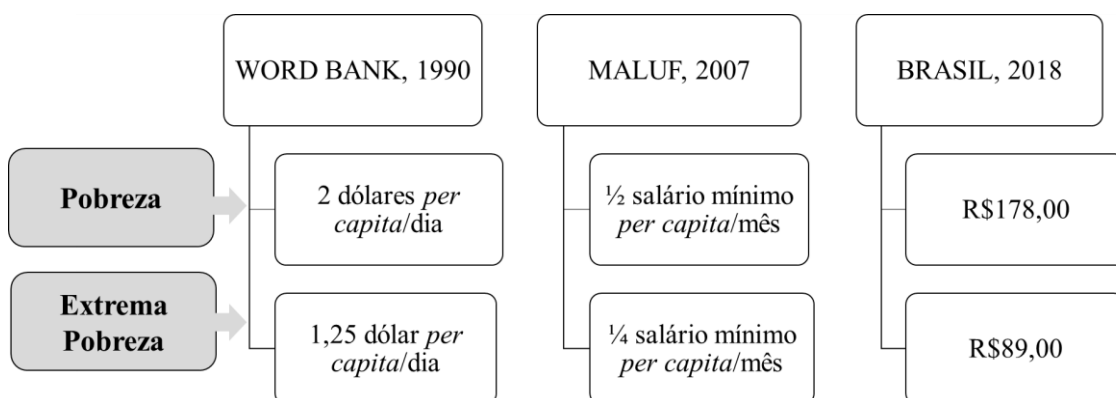 WORD BANK, 1990
MALUF, 2007
BRASIL, 2018
Pobreza
2 dólares per
capita/dia
½ salário mínimo
per capita/mês
R$178,00
Extrema
Pobreza
1,25 dólar per
capita/dia
¼ salário mínimo
per capita/mês
R$89,00